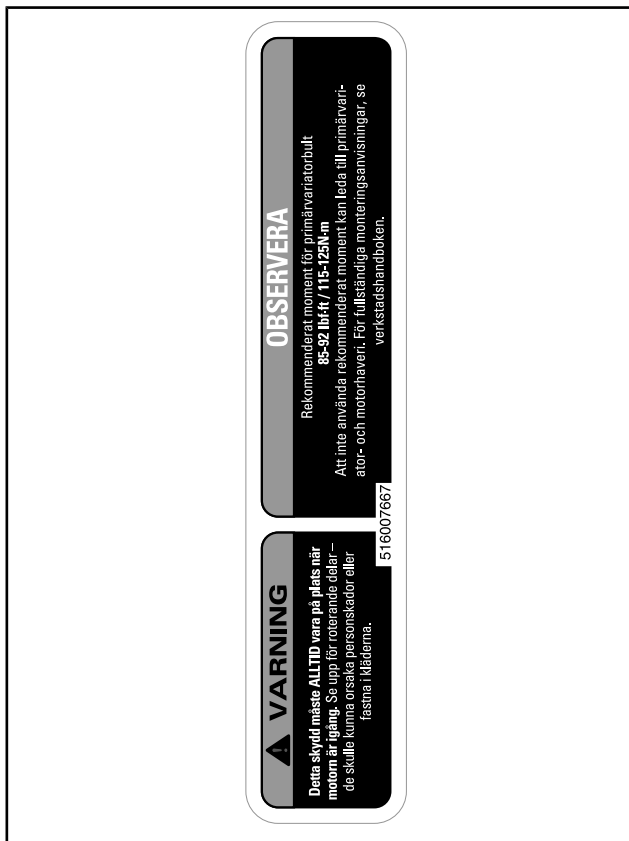 ⚠ VARNING
Detta skydd måste ALLTID vara på plats när
motorn är igång. Se upp för roterande delar –
de skulle kunna orsaka personskador eller
fastna i kläderna.
OBSERVERA
Rekommenderat moment för primärvariatorbult
85-92 lbf-ft / 115-125N·m
Att inte använda rekommenderat moment kan leda till primärvari-
ator- och motorhaveri. För fullständiga monteringsanvisningar, se
verkstadshandboken.
516007667